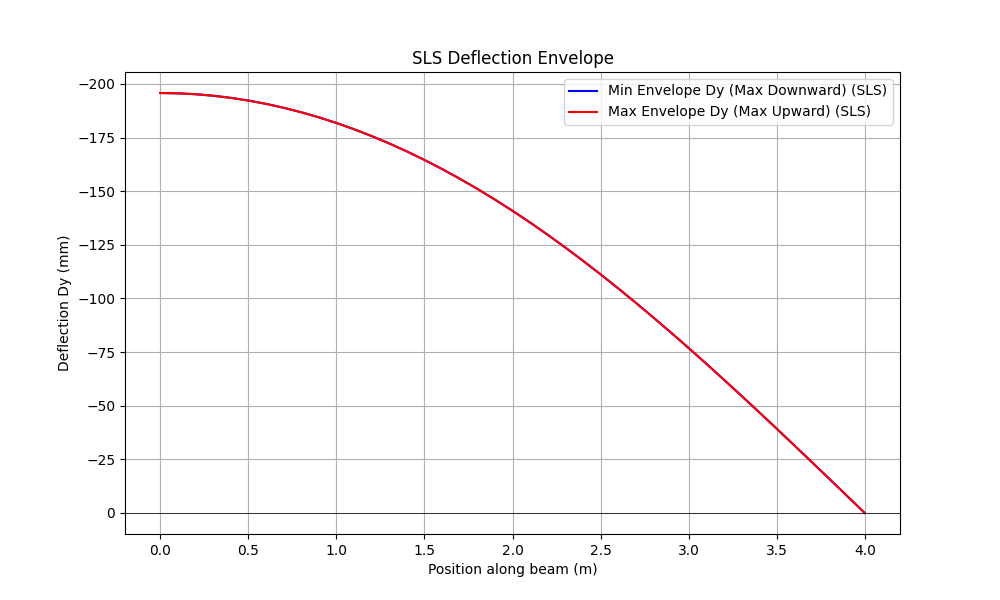 SLS Deflection Envelope
Min Envelope Dy (Max Downward) (SLS)
Max Envelope Dy (Max Upward) (SLS)
Deflection Dy (mm)
−200
−175
−150
−125
−100
−75
−50
−25
0
0.0 0.5 1.0 1.5 2.0 2.5 3.0 3.5 4.0
Position along beam (m)